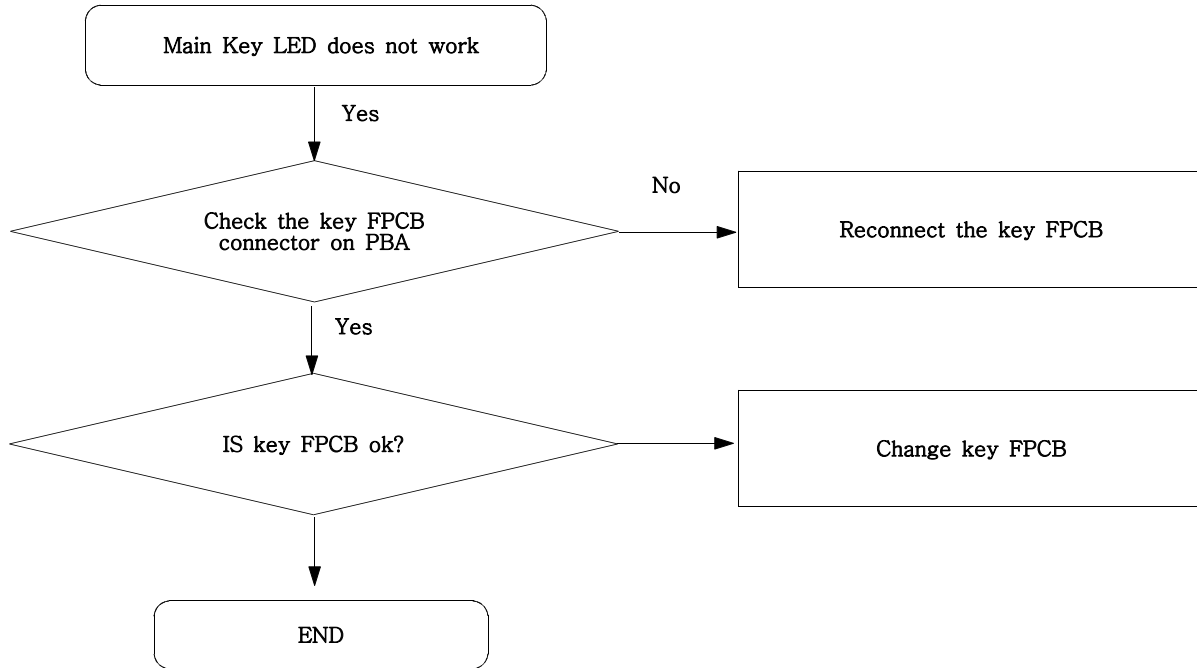 Main Key LED does not work
Yes
Check the key FPCB
connector on PBA
No
Reconnect the key FPCB
Yes
IS key FPCB ok?
Change key FPCB
END